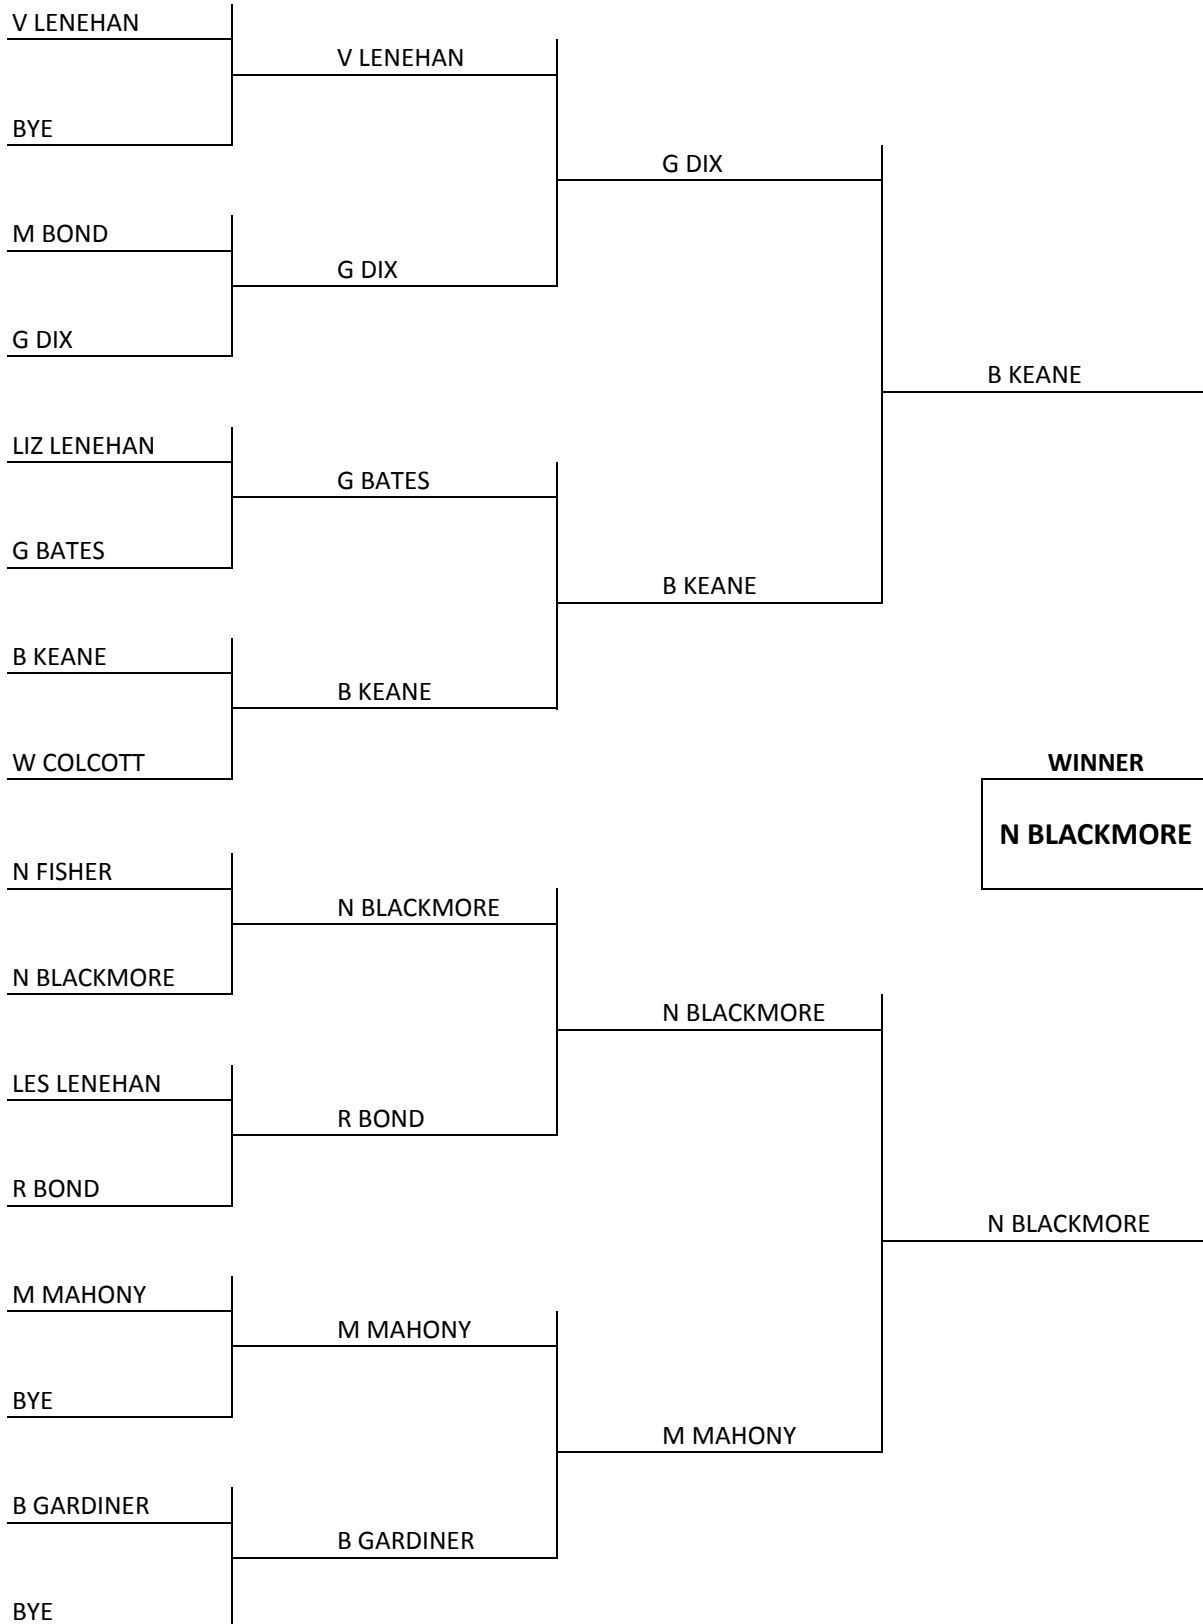 V LENEHAN
V LENEHAN
BYE
G DIX
M BOND
G DIX
G DIX
B KEANE
LIZ LENEHAN
G BATES
G BATES
B KEANE
B KEANE
B KEANE
W COLCOTT
WINNER
N BLACKMORE
N FISHER
N BLACKMORE
N BLACKMORE
N BLACKMORE
LES LENEHAN
R BOND
R BOND
N BLACKMORE
M MAHONY
M MAHONY
BYE
M MAHONY
B GARDINER
B GARDINER
BYE